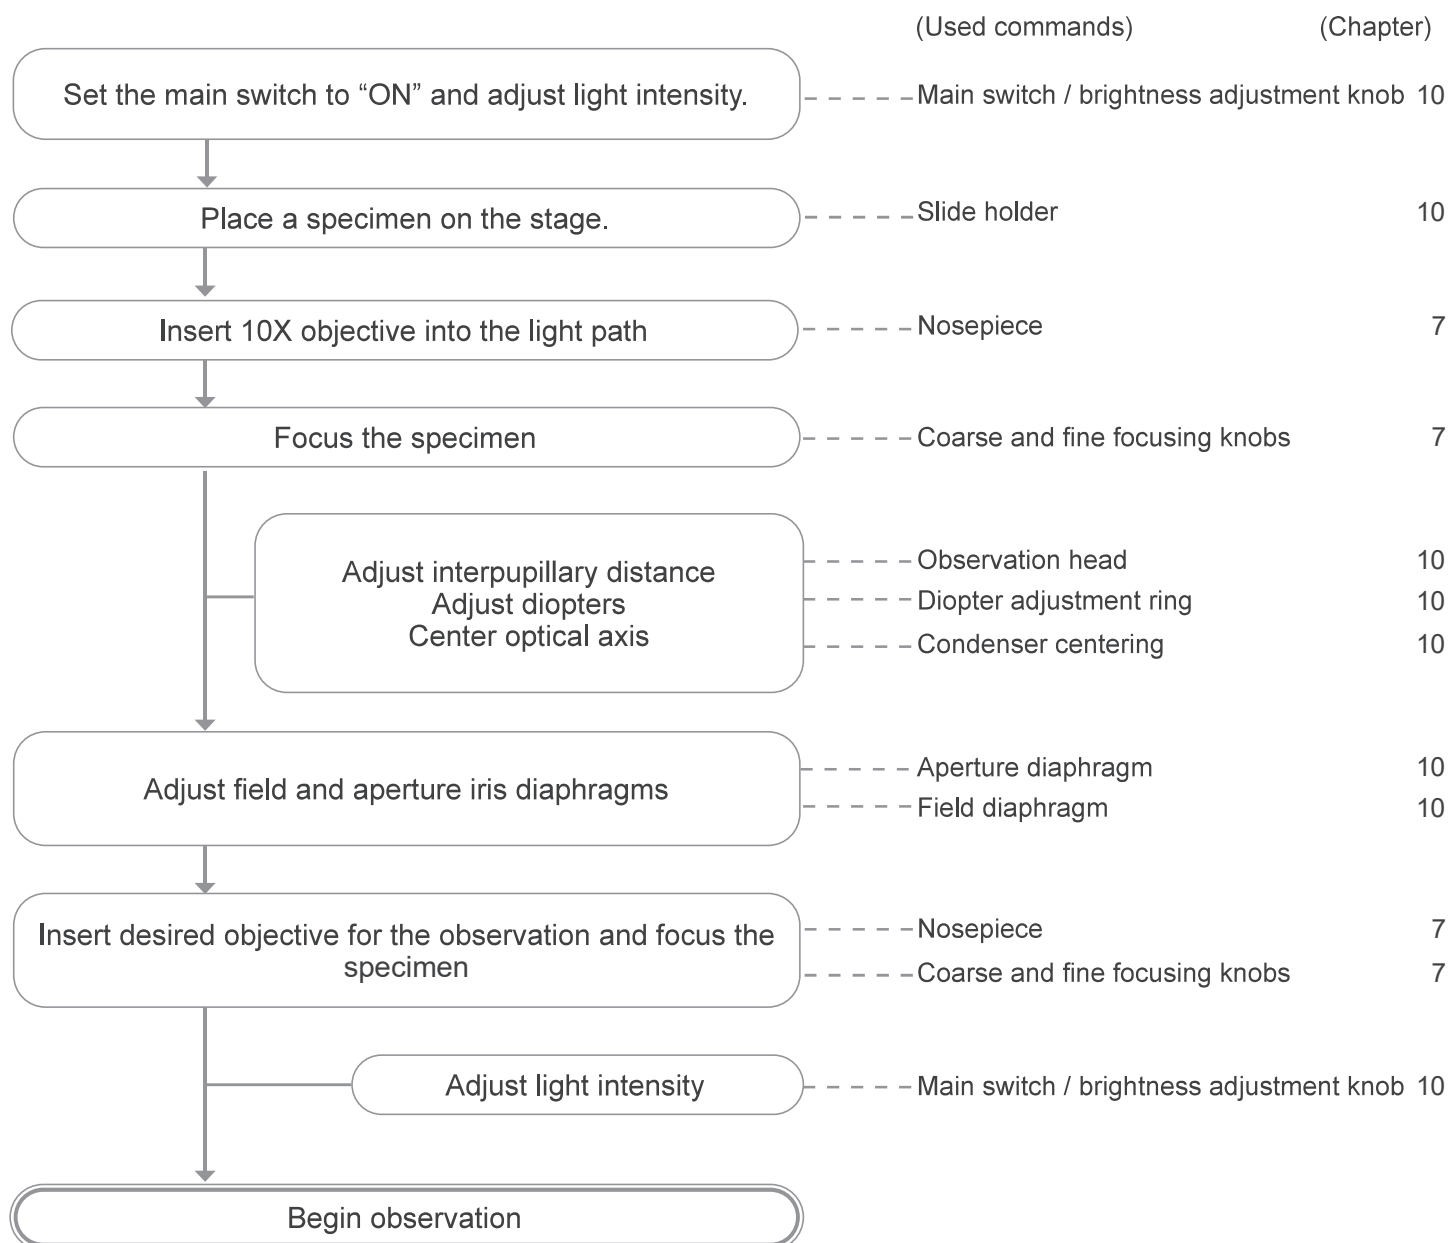 (Used commands) (Chapter)
Set the main switch to “ON” and adjust light intensity. Main switch / brightness adjustment knob 10
Place a specimen on the stage. Slide holder 10
Insert 10X objective into the light path Nosepiece 7
Focus the specimen Coarse and fine focusing knobs 7
Adjust interpupillary distance Observation head 10
Adjust diopters Diopter adjustment ring 10
Center optical axis Condenser centering 10
Adjust field and aperture iris diaphragms
Aperture diaphragm 10
Field diaphragm 10
Insert desired objective for the observation and focus the
specimen
Nosepiece 7
Coarse and fine focusing knobs 7
Adjust light intensity Main switch / brightness adjustment knob 10
Begin observation